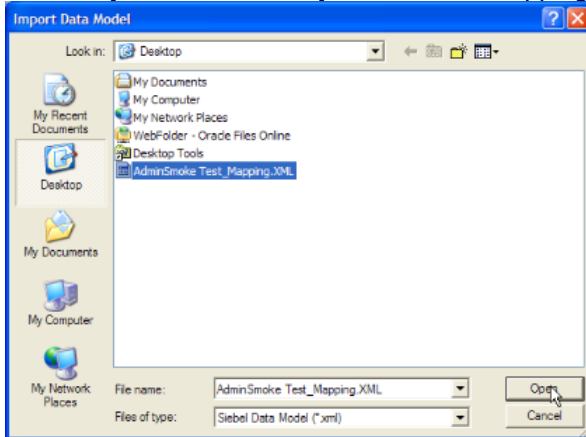 Import Data Model
Look in: Desktop
My Documents
My Computer
My Network Places
WebFolder - Oracle Files Online
Desktop Tools
AdminSmoke Test_Mapping.XML
My Recent
Documents
Desktop
My Documents
My Computer
My Network
Places
File name: AdminSmoke Test_Mapping.XML Open
Files of type: Siebel Data Model (*.xml) Cancel